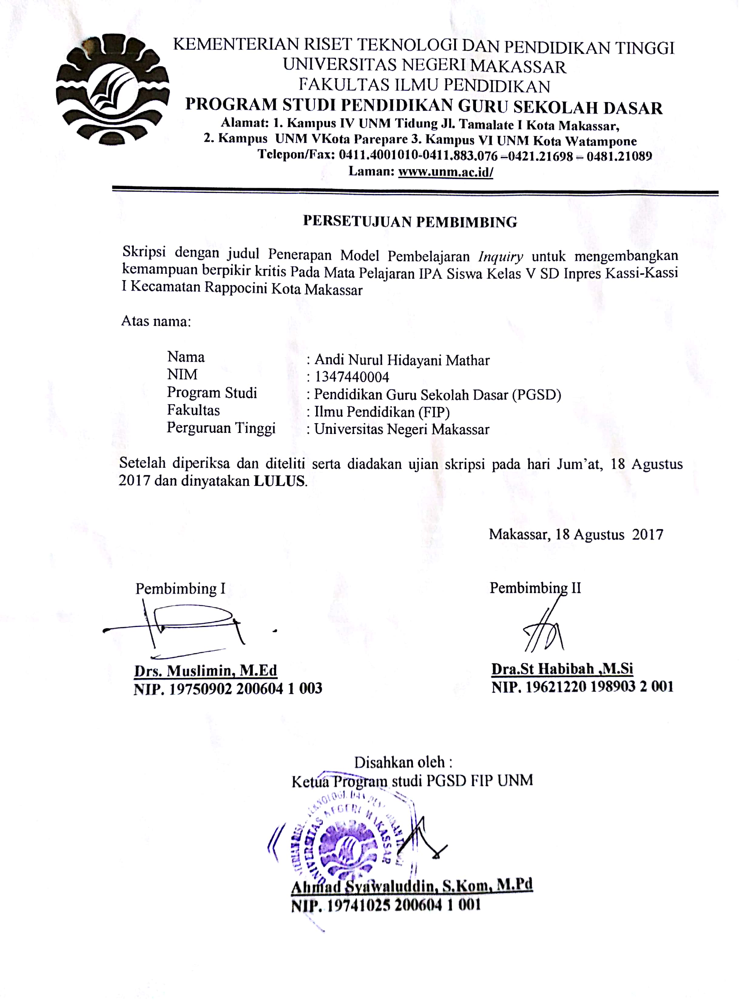 KEMENTERIAN RISET TEKNOLOGI DAN PENDIDIKAN TINGGI
UNIVERSITAS NEGERI MAKASSAR
FAKULTAS ILMU PENDIDIKAN
PROGRAM STUDI PENDIDIKAN GURU SEKOLAH DASAR
Alamat: 1. Kampus IV UNM Tidung Jl. Tamalate I Kota Makassar,
2. Kampus UNM VKota Parepare 3. Kampus VI UNM Kota Watampone
Telepon/Fax: 0411.4001010-0411.883.076 –0421.21698 – 0481.21089
Laman: www.unm.ac.id/
PERSETUJUAN PEMBIMBING
Skripsi dengan judul Penerapan Model Pembelajaran Inquiry untuk mengembangkan
kemampuan berpikir kritis Pada Mata Pelajaran IPA Siswa Kelas V SD Inpres Kassi-Kassi
I Kecamatan Rappocini Kota Makassar
Atas nama:
Nama : Andi Nurul Hidayani Mathar
NIM : 1347440004
Program Studi : Pendidikan Guru Sekolah Dasar (PGSD)
Fakultas : Ilmu Pendidikan (FIP)
Perguruan Tinggi : Universitas Negeri Makassar
Setelah diperiksa dan diteliti serta diadakan ujian skripsi pada hari Jum’at, 18 Agustus
2017 dan dinyatakan LULUS.
Makassar, 18 Agustus 2017
Pembimbing I
Drs. Muslimin, M.Ed
NIP. 19750902 200604 1 003
Pembimbing II
Dra.St Habibah ,M.Si
NIP. 19621220 198903 2 001
Disahkan oleh :
Ketua Program studi PGSD FIP UNM
UNIVERSITAS NEGERI MAKASSAR
Ahmad Syawaluddin, S.Kom, M.Pd
NIP. 19741025 200604 1 001